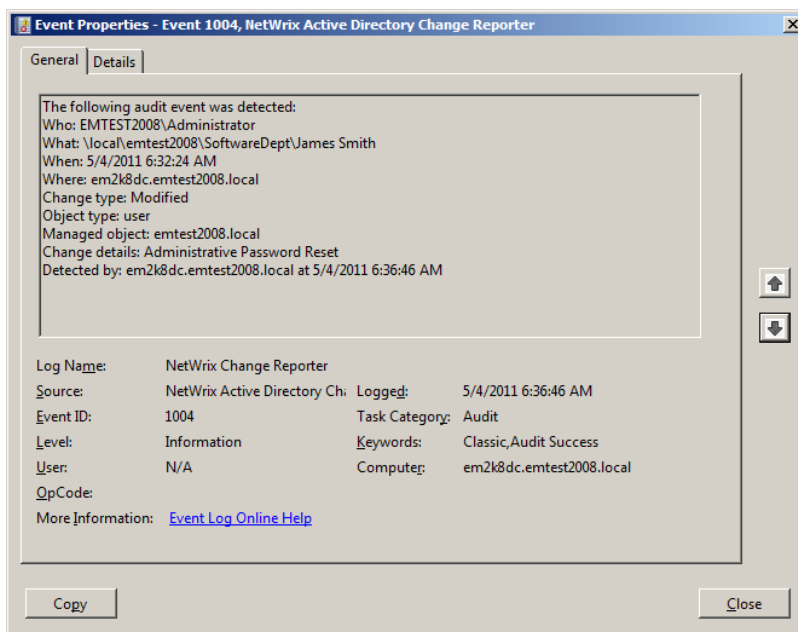 Event Properties - Event 1004, NetWrix Active Directory Change Reporter
General Details
The following audit event was detected:
Who: EMTEST2008\Administrator
What: \local\emtest2008\SoftwareDept\James Smith
When: 5/4/2011 6:32:24 AM
Where: em2k8dc.emtest2008.local
Change type: Modified
Object type: user
Managed object: emtest2008.local
Change details: Administrative Password Reset
Detected by: em2k8dc.emtest2008.local at 5/4/2011 6:36:46 AM
Log Name: NetWrix Change Reporter
Source: NetWrix Active Directory Cha Logged: 5/4/2011 6:36:46 AM
Event ID: 1004 Task Category: Audit
Level: Information Keywords: Classic,Audit Success
User: N/A Computer: em2k8dc.emtest2008.local
OpCode:
More Information: Event Log Online Help
Copy Close